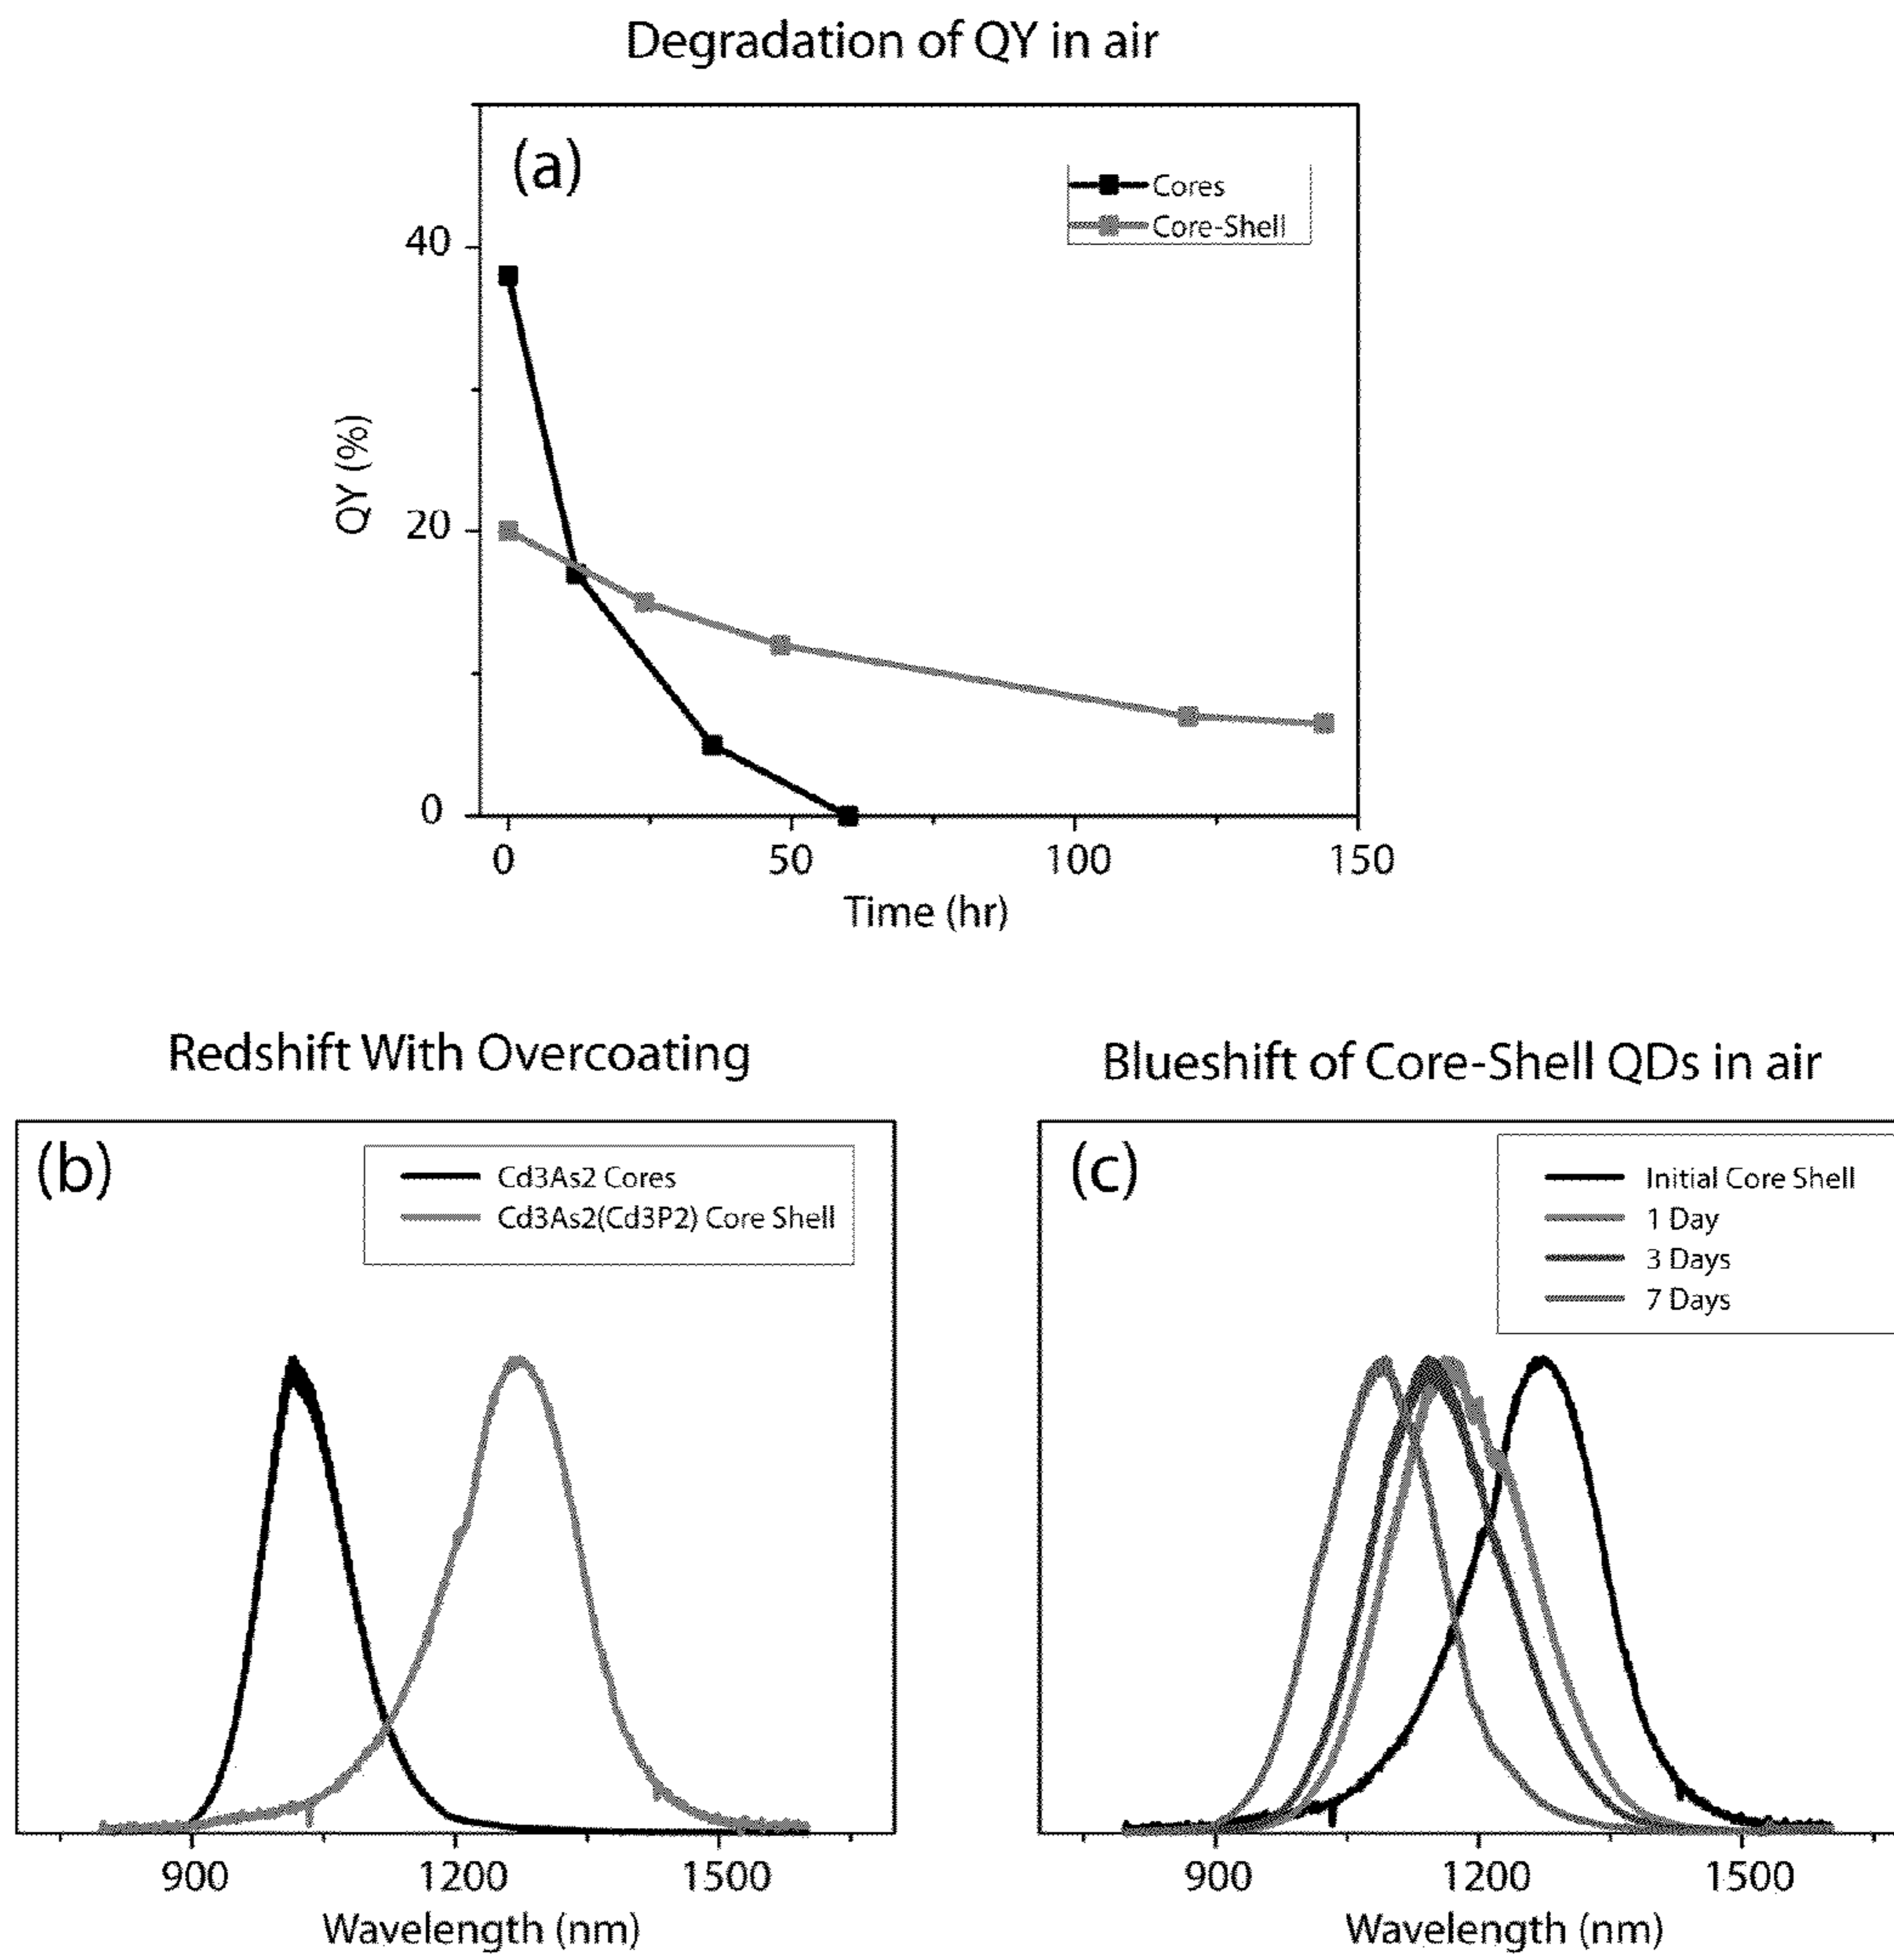 Degradation of QY in air
(a)
Cores
Core-Shell
40
20
0
QY (%)
0 50 100 150
Time (hr)
Redshift With Overcoating
(b)
Cd3As2 Cores
Cd3As2(Cd3P2) Core Shell
900 1200 1500
Wavelength (nm)
Blueshift of Core-Shell QDs in air
(c)
Initial Core Shell
1 Day
3 Days
7 Days
900 1200 1500
Wavelength (nm)